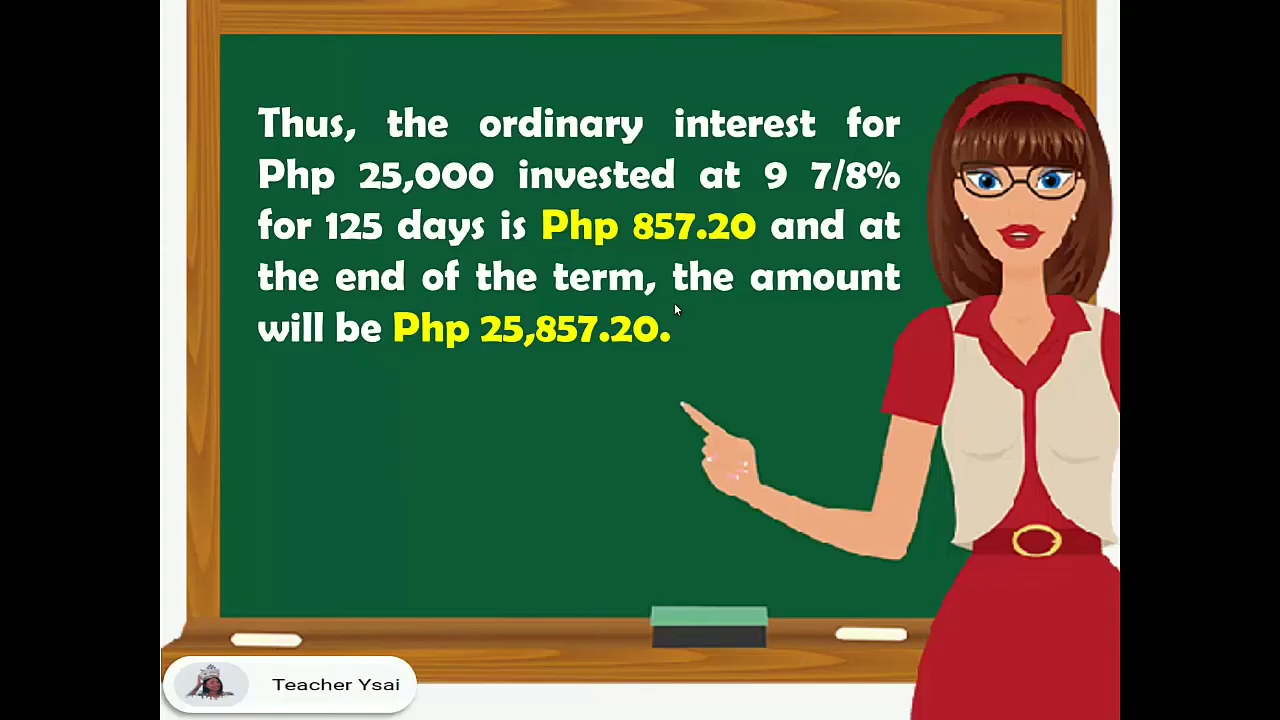 Thus, the ordinary interest for
Php 25,000 invested at 9 7/8%
for 125 days is Php 857.20 and at
the end of the term, the amount
will be Php 25,857.20.
Teacher Ysai